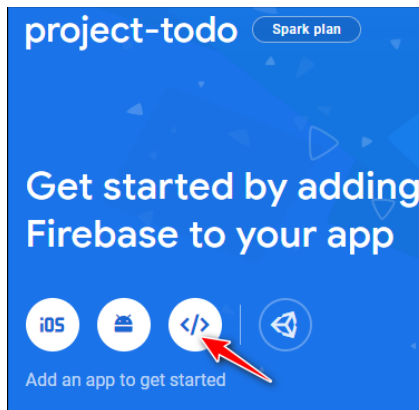 project-todo Spark plan
Get started by adding
Firebase to your app
iOS </>
Add an app to get started